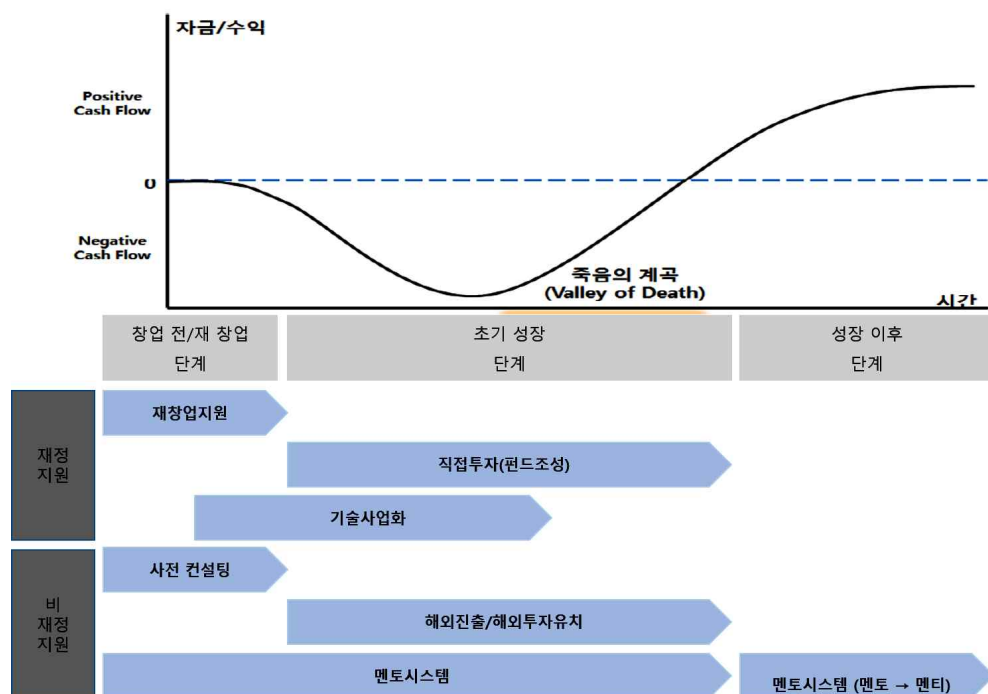 자금/수익
Positive
Cash Flow
0
Negative
Cash Flow
죽음의 계곡
(Valley of Death)
시간
창업 전/재 창업
단계
초기 성장
단계
성장 이후
단계
재정
지원
재창업지원
직접투자(펀드조성)
기술사업화
비
재정
지원
사전 컨설팅
해외진출/해외투자유치
멘토시스템
멘토시스템 (멘토 → 멘티)